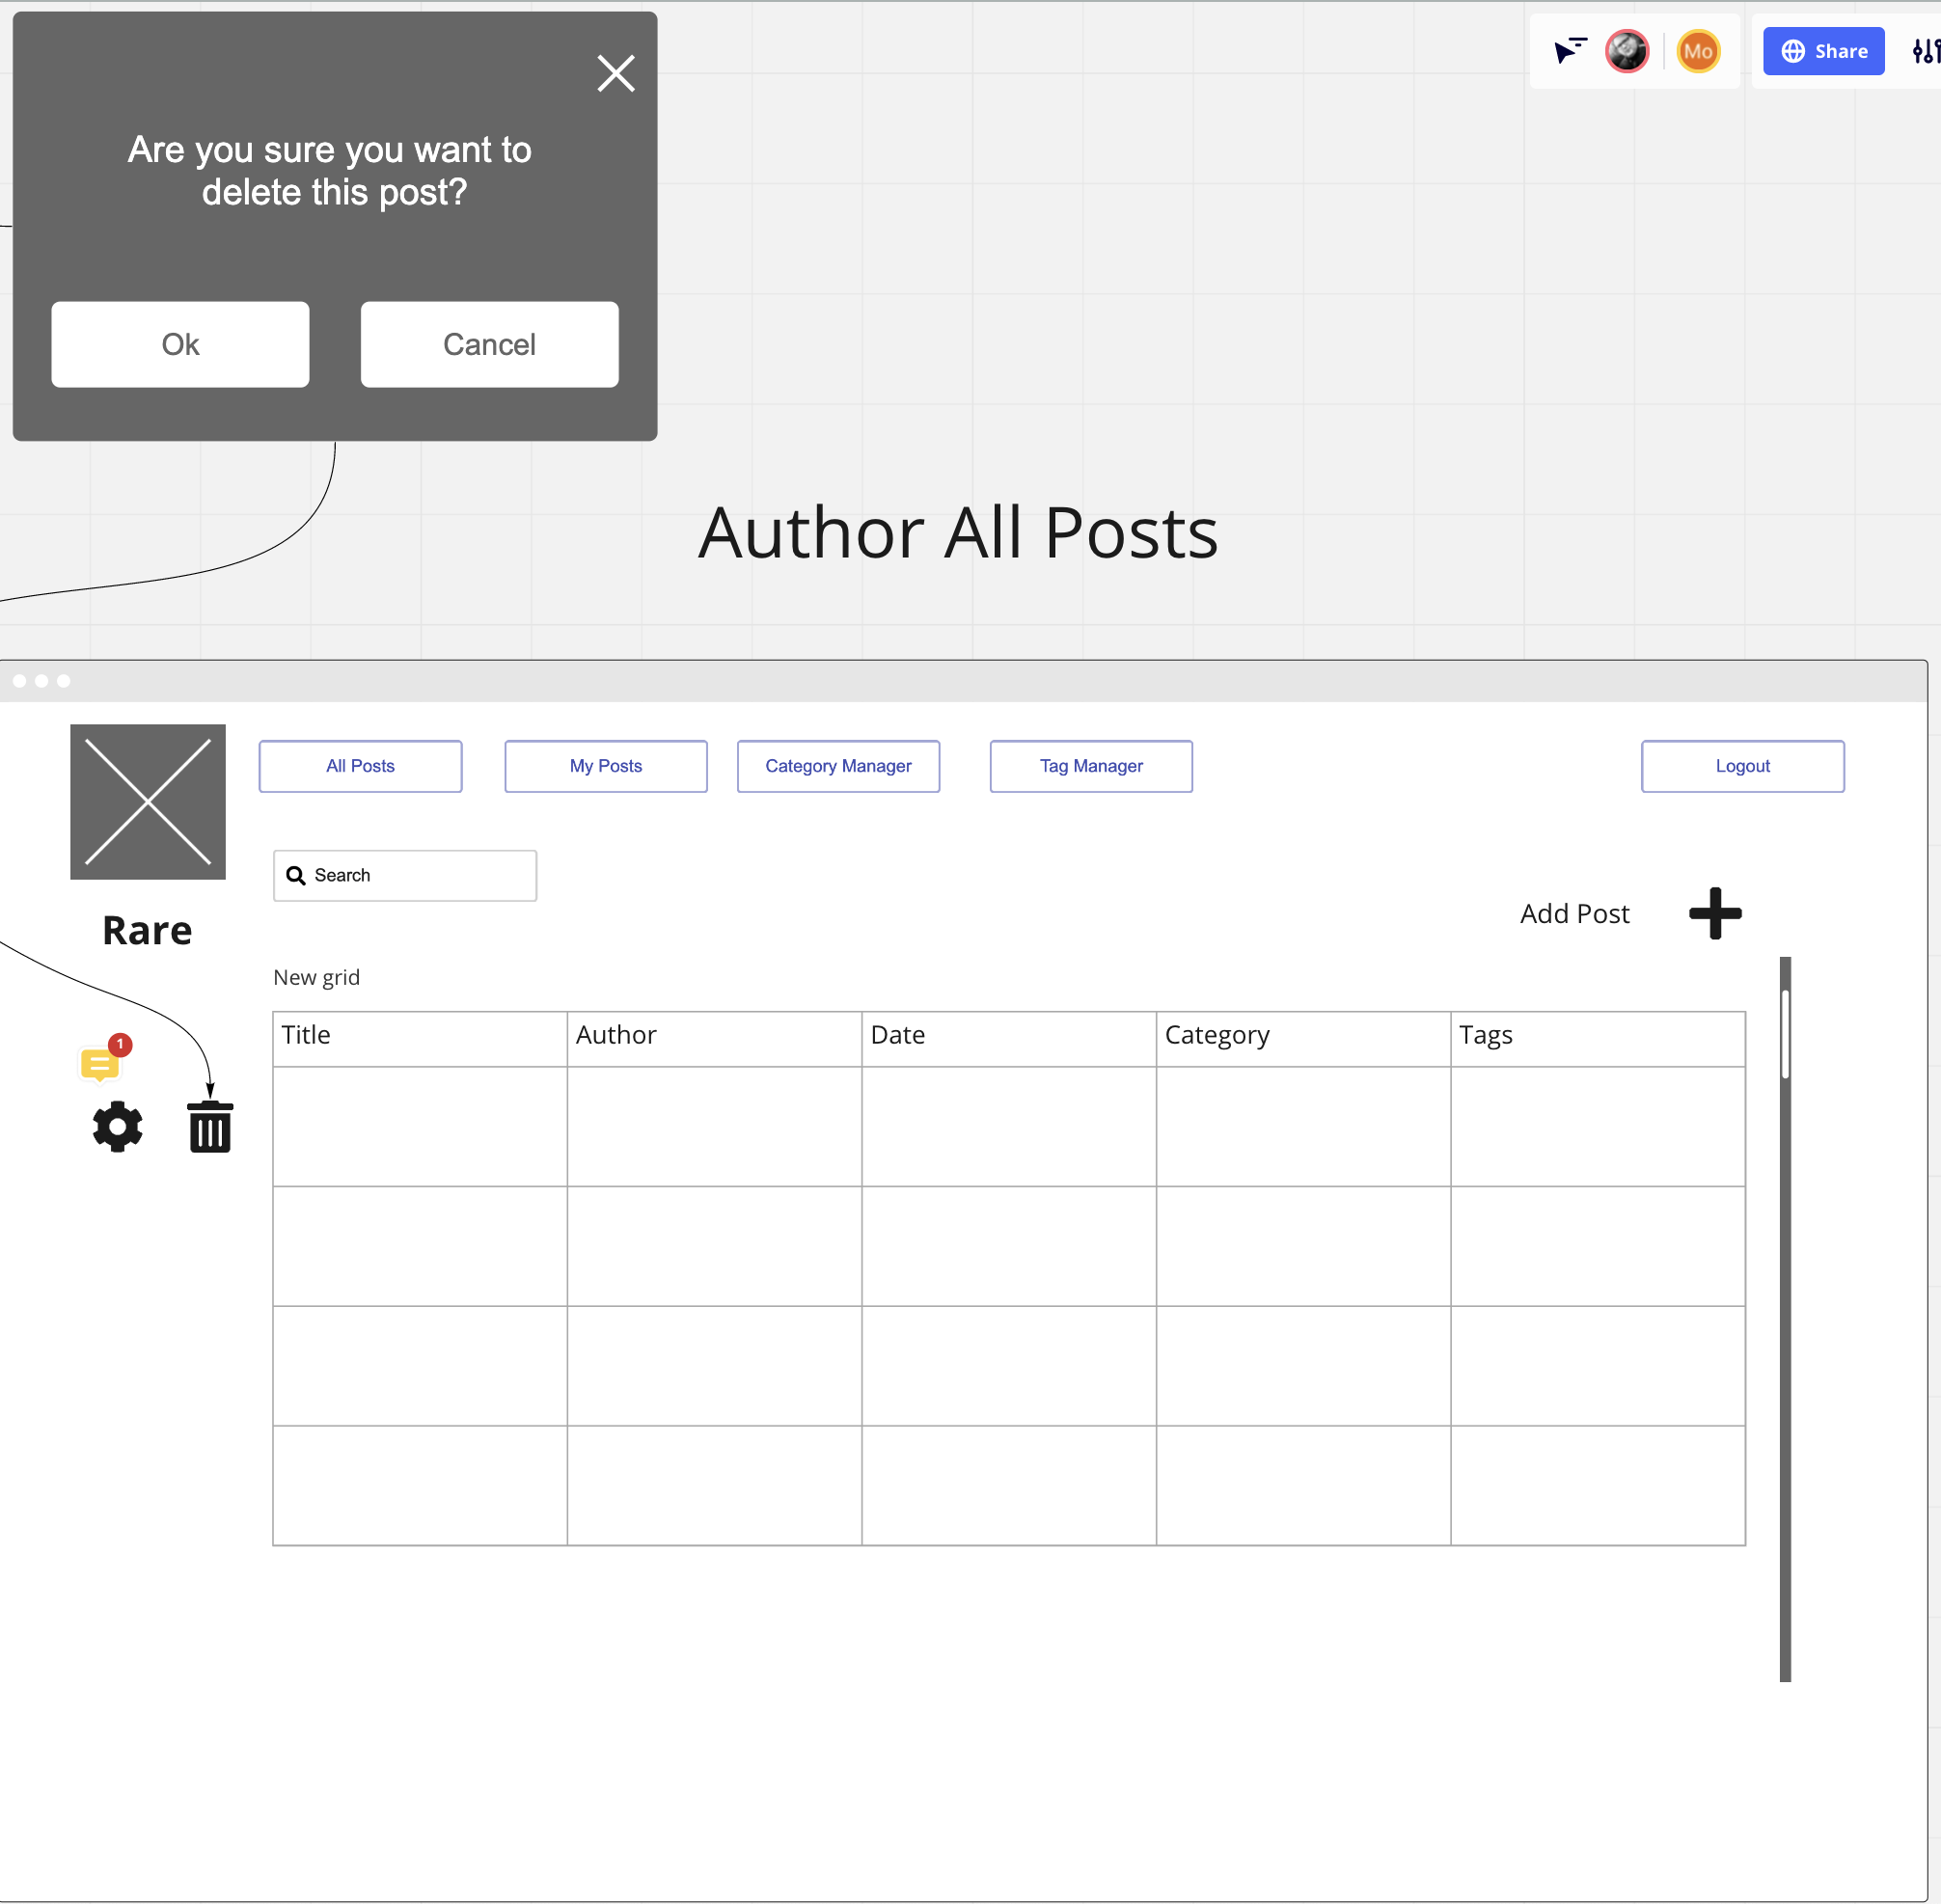 Are you sure you want to
delete this post?
Ok
Cancel
Mo
Share
Author All Posts
All Posts
My Posts
Category Manager
Tag Manager
Logout
Search
Rare
Add Post
New grid
Title
Author
Date
Category
Tags
1